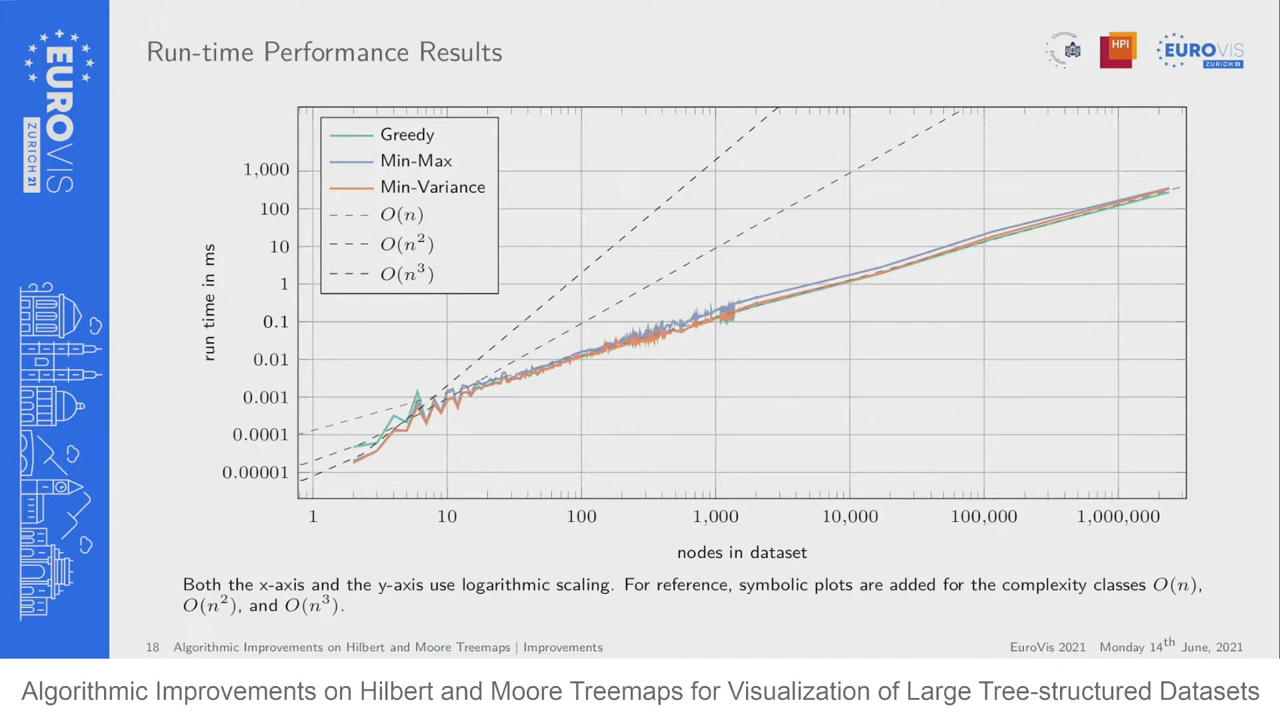 EUROVIS
ZURICH 21
Run-time Performance Results
HPI
EUROVIS
ZURICH 21
Greedy
Min-Max
Min-Variance
O(n)
O(n²)
O(n³)
run time in ms
1,000
100
10
1
0.1
0.01
0.001
0.0001
0.00001
1
10
100
1,000
10,000
100,000
1,000,000
nodes in dataset
Both the x-axis and the y-axis use logarithmic scaling. For reference, symbolic plots are added for the complexity classes O(n),
O(n²), and O(n³).
18 Algorithmic Improvements on Hilbert and Moore Treemaps | Improvements
EuroVis 2021 Monday 14th June, 2021
Algorithmic Improvements on Hilbert and Moore Treemaps for Visualization of Large Tree-structured Datasets